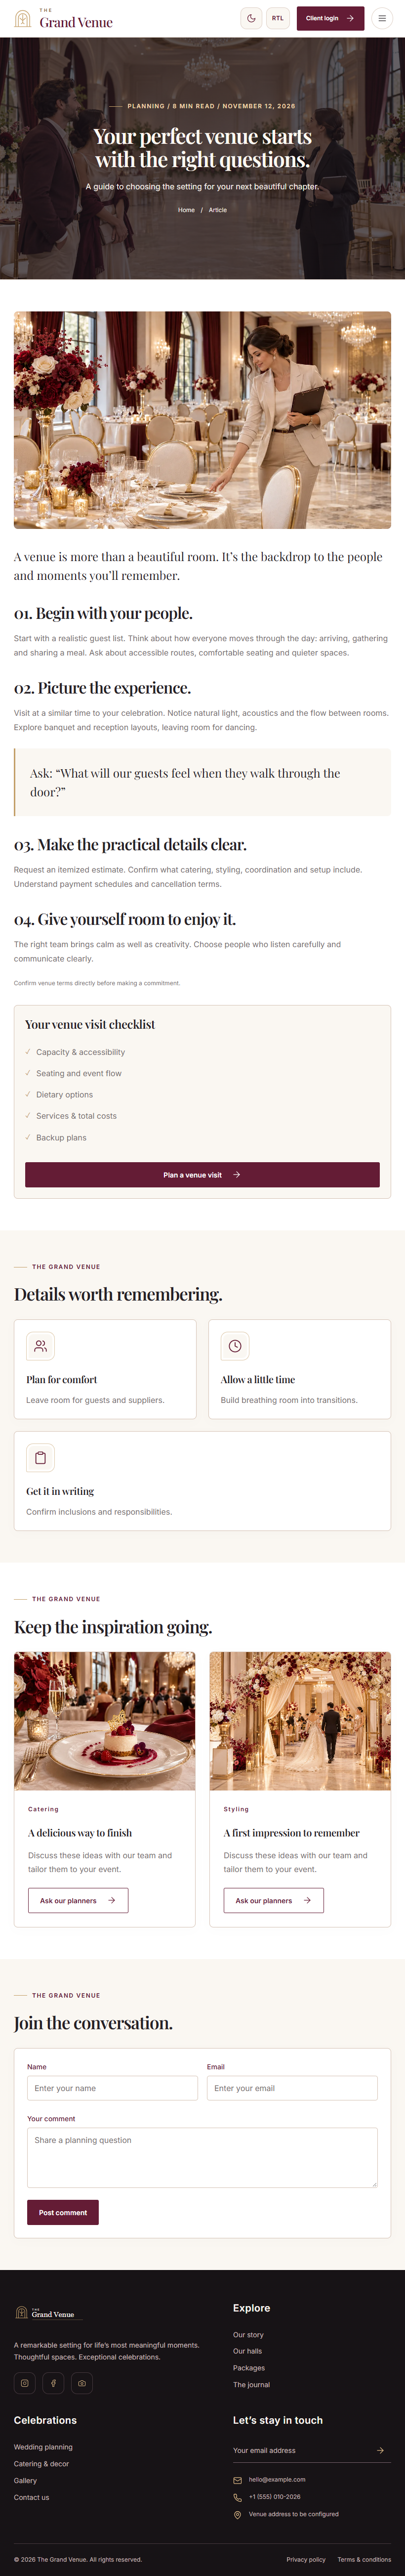 THE
Grand Venue
RTL
Client login
PLANNING / 8 MIN READ / NOVEMBER 12, 2026
Your perfect venue starts
with the right questions.
A guide to choosing the setting for your next beautiful chapter.
Home / Article
A venue is more than a beautiful room. It’s the backdrop to the people
and moments you’ll remember.
01. Begin with your people.
Start with a realistic guest list. Think about how everyone moves through the day: arriving, gathering
and sharing a meal. Ask about accessible routes, comfortable seating and quieter spaces.
02. Picture the experience.
Visit at a similar time to your celebration. Notice natural light, acoustics and the flow between rooms.
Explore banquet and reception layouts, leaving room for dancing.
Ask: “What will our guests feel when they walk through the
door?”
03. Make the practical details clear.
Request an itemized estimate. Confirm what catering, styling, coordination and setup include.
Understand payment schedules and cancellation terms.
04. Give yourself room to enjoy it.
The right team brings calm as well as creativity. Choose people who listen carefully and
communicate clearly.
Confirm venue terms directly before making a commitment.
Your venue visit checklist
✓ Capacity & accessibility
✓ Seating and event flow
✓ Dietary options
✓ Services & total costs
✓ Backup plans
Plan a venue visit
THE GRAND VENUE
Details worth remembering.
Plan for comfort
Leave room for guests and suppliers.
Allow a little time
Build breathing room into transitions.
Get it in writing
Confirm inclusions and responsibilities.
THE GRAND VENUE
Keep the inspiration going.
Catering
A delicious way to finish
Discuss these ideas with our team and
tailor them to your event.
Ask our planners
Styling
A first impression to remember
Discuss these ideas with our team and
tailor them to your event.
Ask our planners
THE GRAND VENUE
Join the conversation.
Name
Enter your name
Email
Enter your email
Your comment
Share a planning question
Post comment
THE
Grand Venue
A remarkable setting for life’s most meaningful moments.
Thoughtful spaces. Exceptional celebrations.
Explore
Our story
Our halls
Packages
The journal
Celebrations
Wedding planning
Catering & decor
Gallery
Contact us
Let’s stay in touch
Your email address
hello@example.com
+1 (555) 010-2026
Venue address to be configured
© 2026 The Grand Venue. All rights reserved.
Privacy policy
Terms & conditions